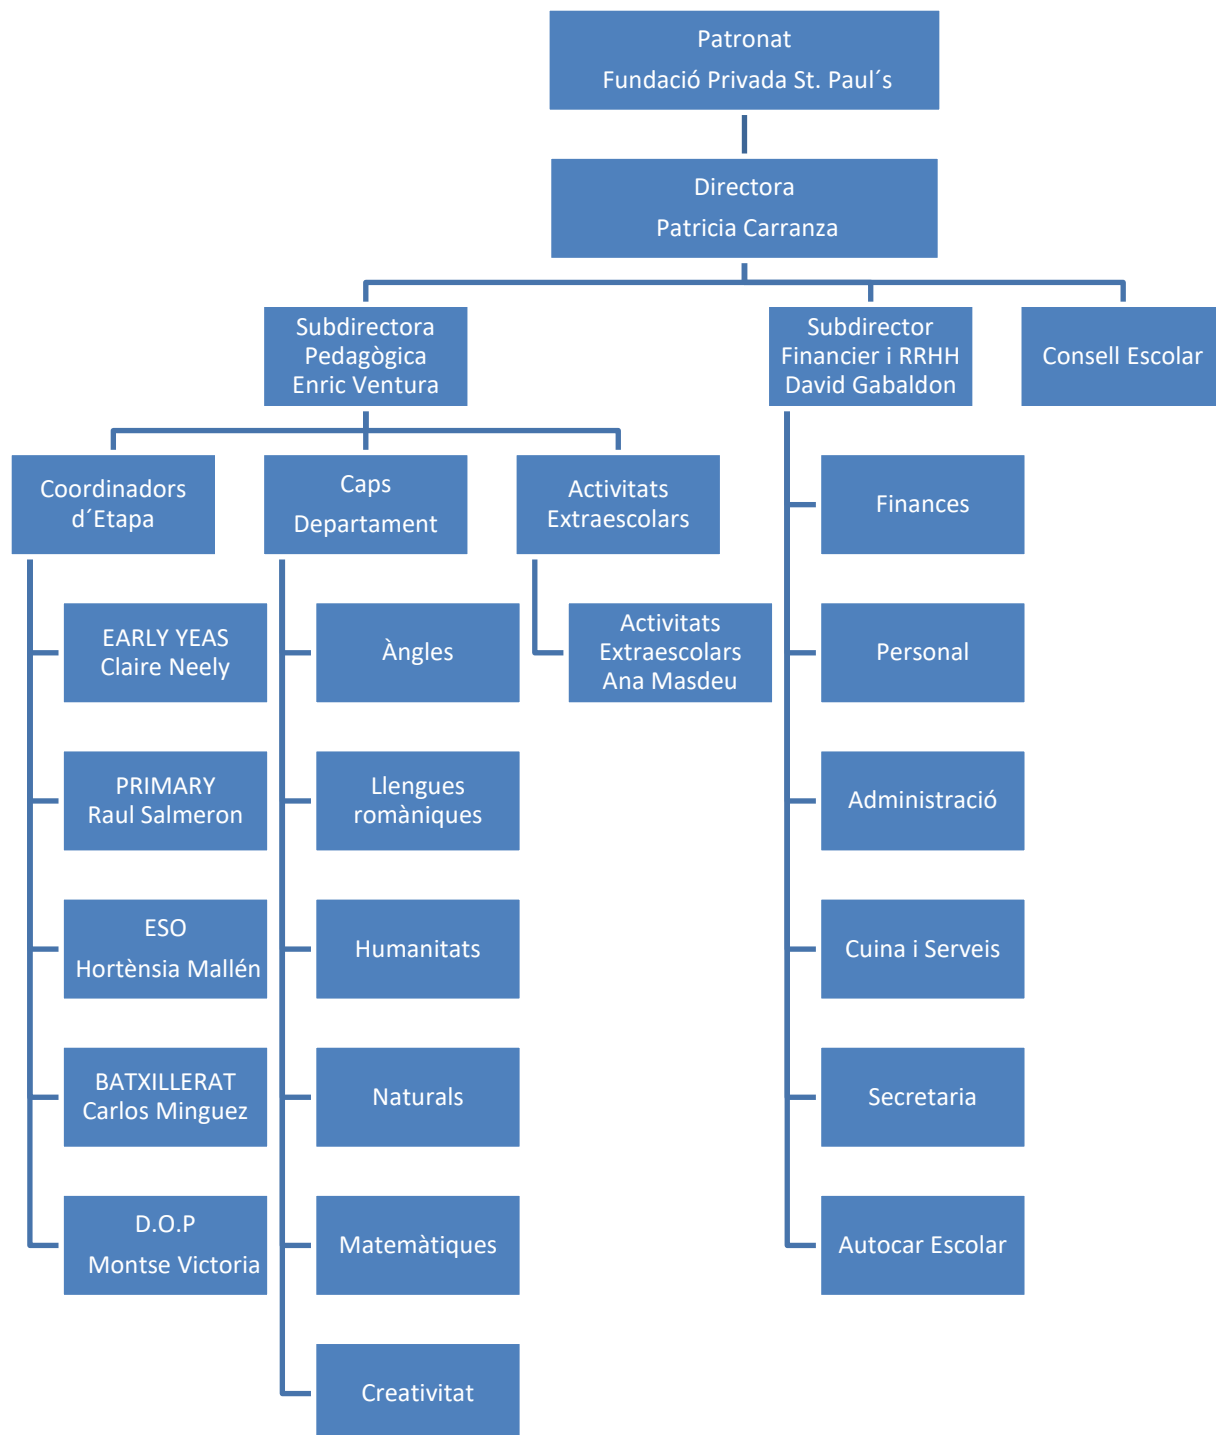 Patronat
Fundació Privada St. Paul´s
Directora
Patricia Carranza
Subdirectora
Pedagògica
Enric Ventura
Subdirector
Financier i RRHH
David Gabaldon
Consell Escolar
Coordinadors
d´Etapa
Caps
Departament
Activitats
Extraescolars
Finances
EARLY YEAS
Claire Neely
Àngles
Activitats
Extraescolars
Ana Masdeu
Personal
PRIMARY
Raul Salmeron
Llengues
romàniques
Administració
ESO
Hortènsia Mallén
Humanitats
Cuina i Serveis
BATXILLERAT
Carlos Minguez
Naturals
Secretaria
D.O.P
Montse Victoria
Matemàtiques
Autocar Escolar
Creativitat